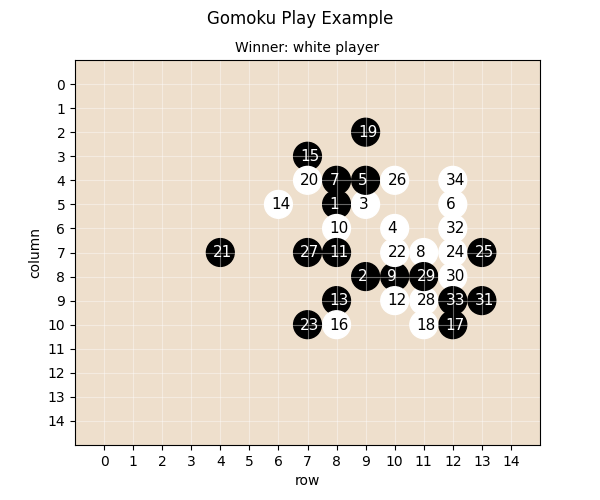 Gomoku Play Example
Winner: white player
0
1
2 19
3 15
4 20 7 5 26 34
5 14 1 3 6
6 10 4 32
7 21 27 11 22 8 24 25
8 2 9 29 30
9 13 12 28 33 31
10 23 16 18 17
11
12
13
14
column
0 1 2 3 4 5 6 7 8 9 10 11 12 13 14
row